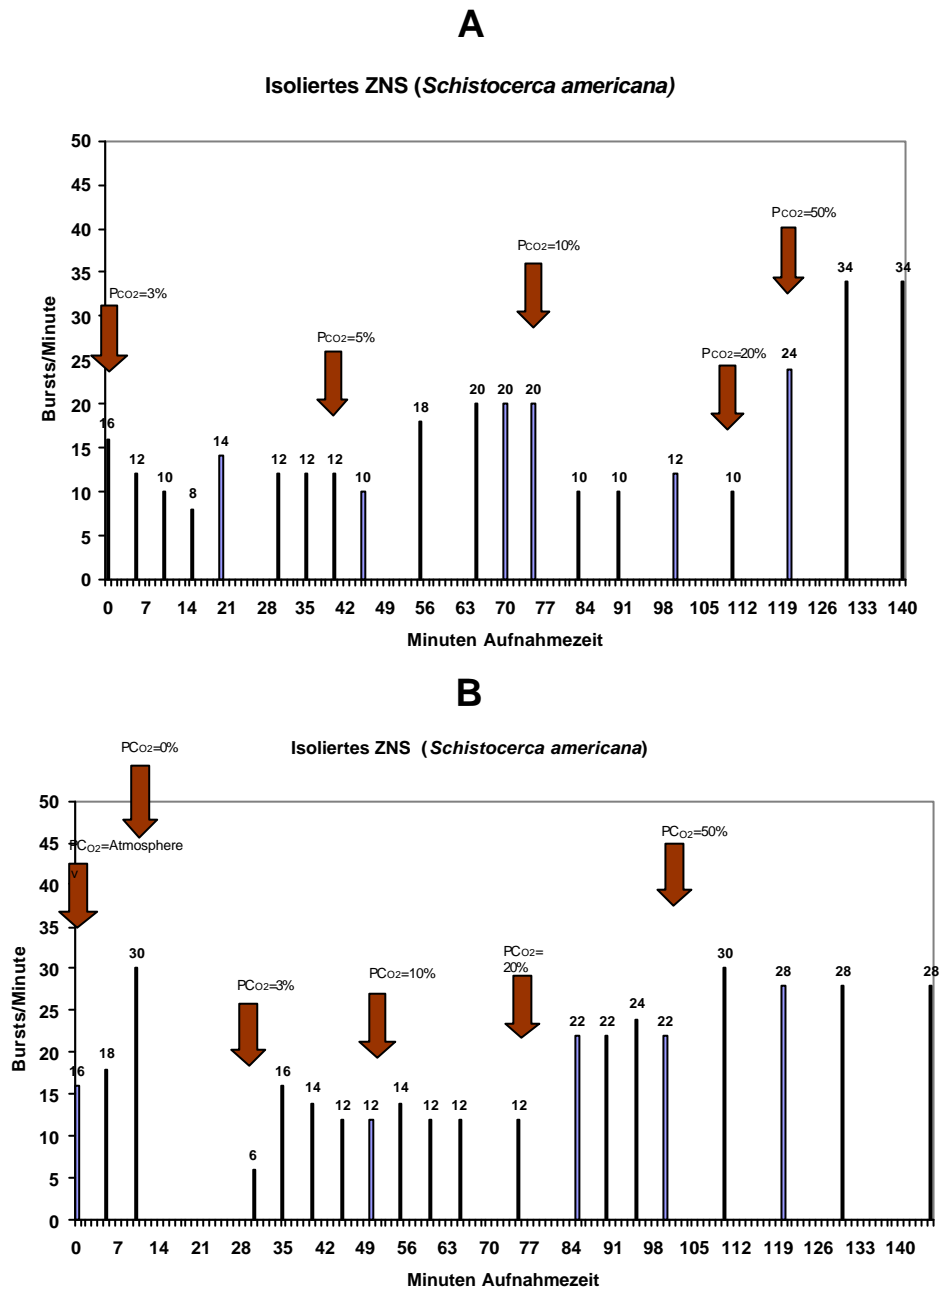 A
Isoliertes ZNS (Schistocerca americana)
Bursts/Minute
50
45
40
35
30
25
20
15
10
5
0
PCO2=3%
PCO2=5%
PCO2=10%
PCO2=20%
PCO2=50%
16 12 10 8 14 12 12 12 10 18 20 20 20 10 10 12 10 24 34 34
0 7 14 21 28 35 42 49 56 63 70 77 84 91 98 105 112 119 126 133 140
Minuten Aufnahmezeit
B
Isoliertes ZNS (Schistocerca americana)
Bursts/Minute
50
45
40
35
30
25
20
15
10
5
0
PCO2=Atmosphere
v
PCO2=0%
PCO2=3%
PCO2=10%
PCO2=
20%
PCO2=50%
16 18 30 6 16 14 12 12 14 12 12 12 22 22 24 22 30 28 28 28
0 7 14 21 28 35 42 49 56 63 70 77 84 91 98 105 112 119 126 133 140
Minuten Aufnahmezeit